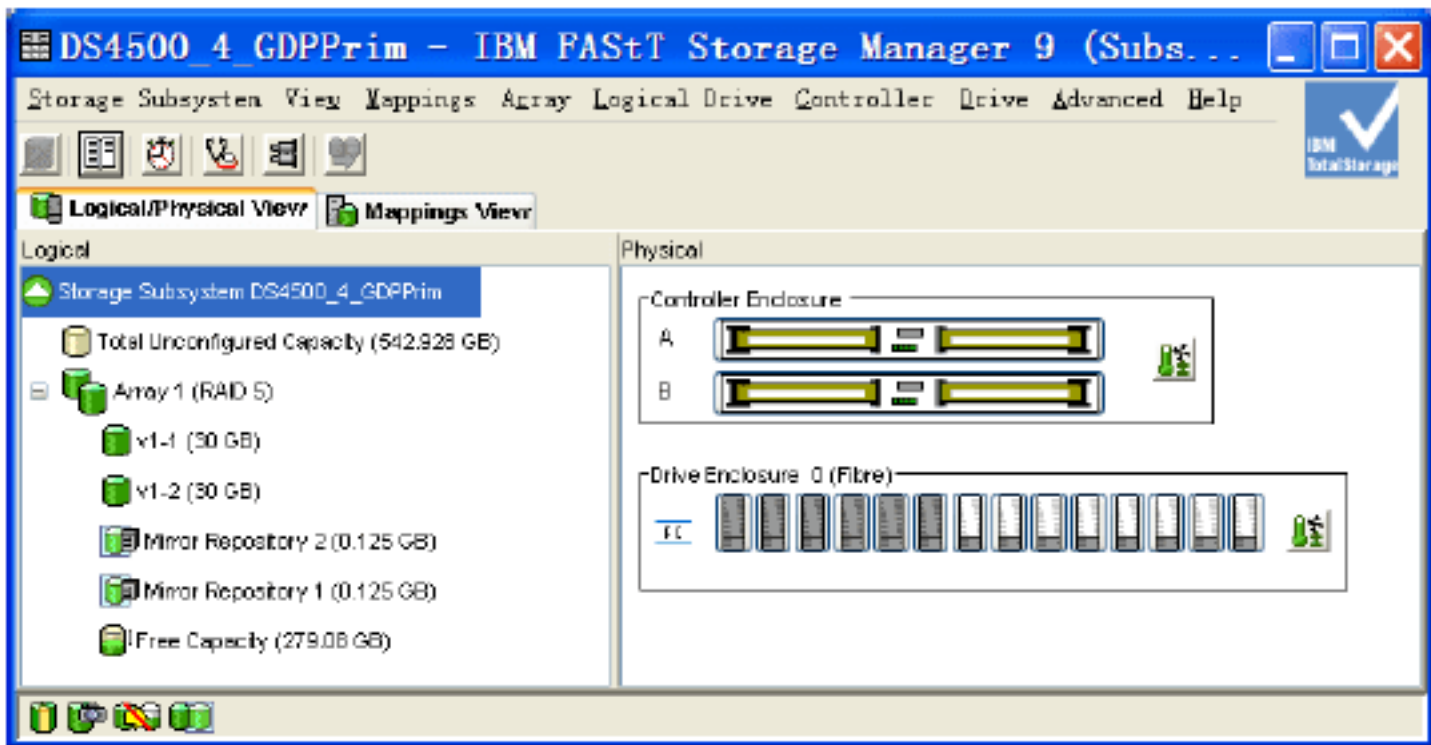 DS4500_4_GDPPrim - IBM FAStT Storage Manager 9 (Subs...
Storage Subsystem View Mappings Array Logical Drive Controller Drive Advanced Help
IBM
TotalStorage
Logical/Physical View Mappings View
Logical
Physical
Storage Subsystem DS4500_4_GDPPrim
Total Unconfigured Capacity (542.928 GB)
Array 1 (RAID 5)
v1-1 (30 GB)
v1-2 (30 GB)
Mirror Repository 2 (0.125 GB)
Mirror Repository 1 (0.125 GB)
Free Capacity (279.08 GB)
Controller Enclosure
A
B
Drive Enclosure 0 (Fibre)
FC